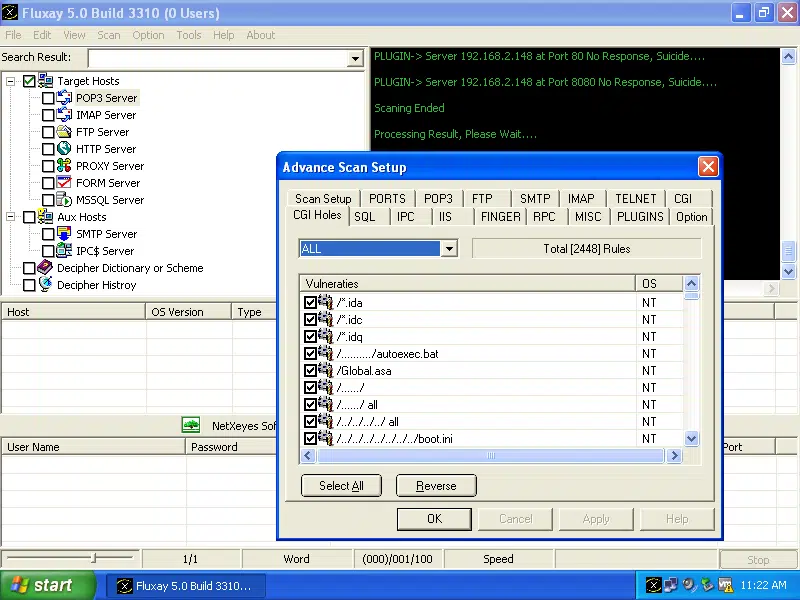 Fluxay 5.0 Build 3310 (0 Users)
File Edit View Scan Option Tools Help About
Search Result:
Target Hosts
POP3 Server
IMAP Server
FTP Server
HTTP Server
PROXY Server
FORM Server
MSSQL Server
Aux Hosts
SMTP Server
IPC$ Server
Decipher Dictionary or Scheme
Decipher Histroy
PLUGIN-> Server 192.168.2.148 at Port 80 No Response, Suicide....
PLUGIN-> Server 192.168.2.148 at Port 8080 No Response, Suicide....
Scaning Ended
Processing Result, Please Wait....
Host OS Version Type
NetXeyes Sof
User Name Password Port
Advance Scan Setup
Scan Setup PORTS POP3 FTP SMTP IMAP TELNET CGI
CGI Holes SQL IPC IIS FINGER RPC MISC PLUGINS Option
ALL Total [2448] Rules
Vulneraties OS
/*.ida NT
/*.idc NT
/*.idq NT
/........../autoexec.bat NT
/Global.asa NT
/....../ NT
/....../ all NT
/../../../../ all NT
/../../../../../../../boot.ini NT
Select All Reverse
OK Cancel Apply Help
1/1 Word (000)/001/100 Speed Stop
start Fluxay 5.0 Build 3310... 11:22 AM